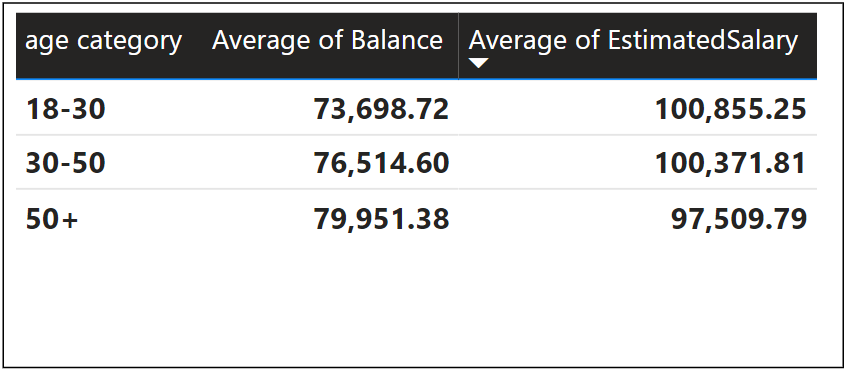 age category Average of Balance Average of EstimatedSalary
18-30 73,698.72 100,855.25
30-50 76,514.60 100,371.81
50+ 79,951.38 97,509.79